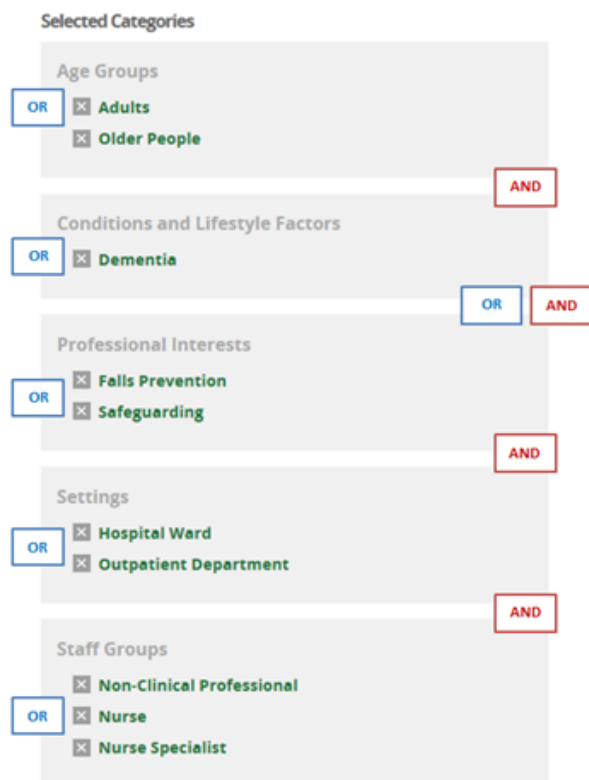 Selected Categories
Age Groups
OR
Adults
Older People
AND
Conditions and Lifestyle Factors
OR
Dementia
OR AND
Professional Interests
Falls Prevention
OR
Safeguarding
AND
Settings
Hospital Ward
OR
Outpatient Department
AND
Staff Groups
Non-Clinical Professional
OR
Nurse
Nurse Specialist